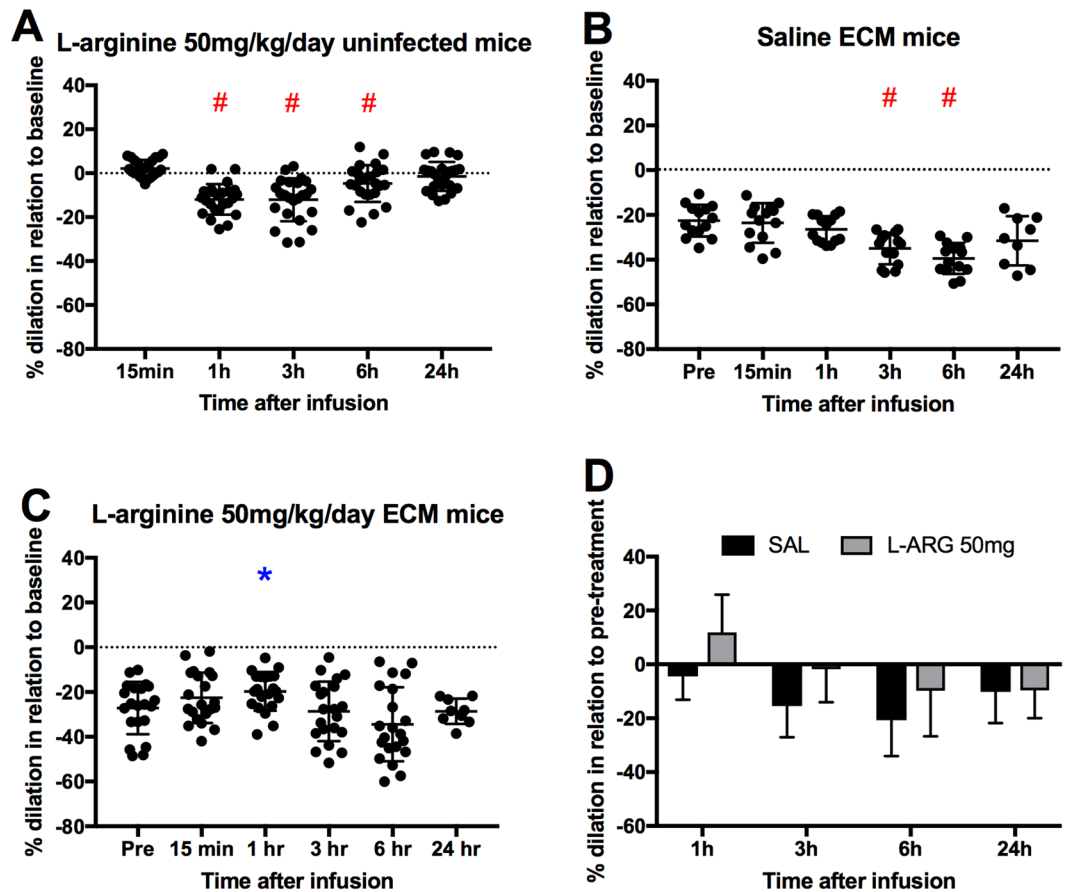 A
L-arginine 50mg/kg/day uninfected mice
% dilation in relation to baseline
40
20
0
-20
-40
-60
-80
# # #
15min 1h 3h 6h 24h
Time after infusion
B
Saline ECM mice
% dilation in relation to baseline
40
20
0
-20
-40
-60
-80
# #
Pre 15min 1h 3h 6h 24h
Time after infusion
C
L-arginine 50mg/kg/day ECM mice
% dilation in relation to baseline
40
20
0
-20
-40
-60
-80
*
Pre 15 min 1 hr 3 hr 6 hr 24 hr
Time after infusion
D
% dilation in relation to pre-treatment
SAL L-ARG 50mg
40
20
0
-20
-40
-60
1h 3h 6h 24h
Time after infusion